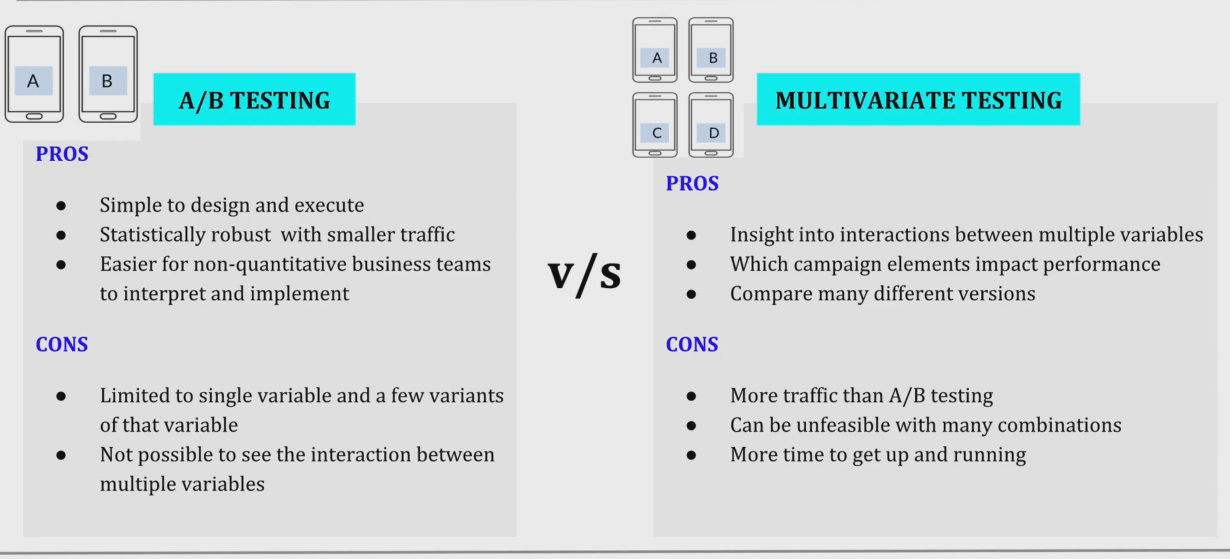 A B
A/B TESTING
PROS
● Simple to design and execute
● Statistically robust with smaller traffic
● Easier for non-quantitative business teams
to interpret and implement
CONS
● Limited to single variable and a few variants
of that variable
● Not possible to see the interaction between
multiple variables
v/s
A B
C D
MULTIVARIATE TESTING
PROS
● Insight into interactions between multiple variables
● Which campaign elements impact performance
● Compare many different versions
CONS
● More traffic than A/B testing
● Can be unfeasible with many combinations
● More time to get up and running